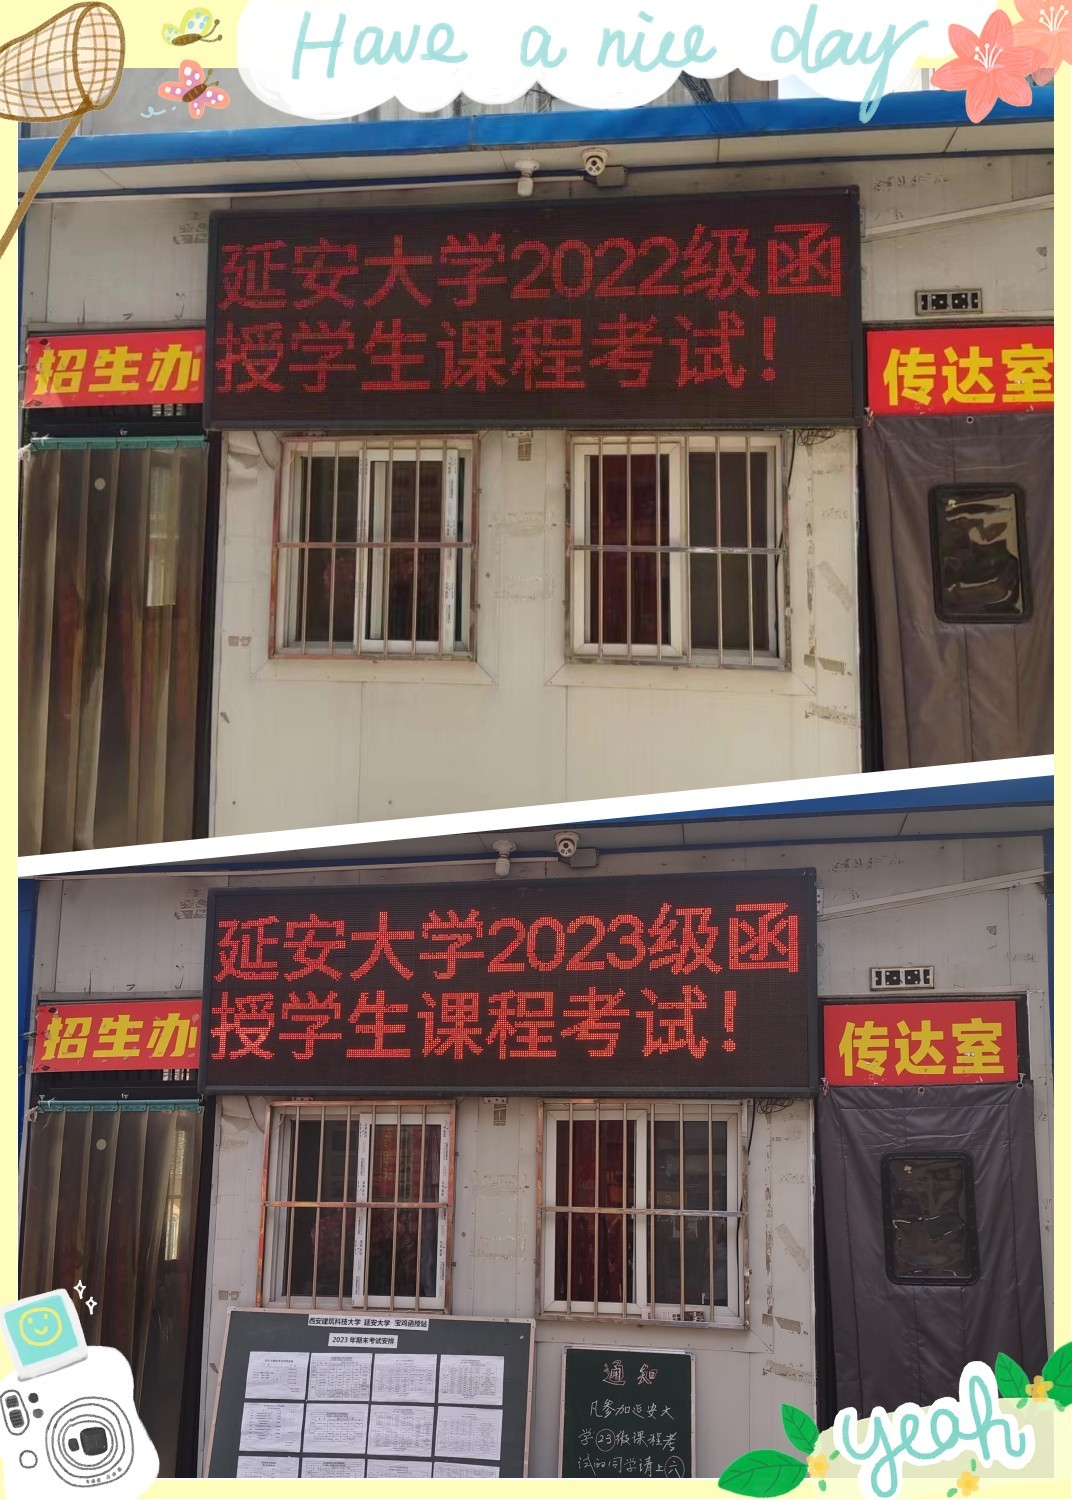 Have a nice day
延安大学2022级函
授学生课程考试！
招生办
传达室
延安大学2023级函
授学生课程考试！
招生办
传达室
西安建筑科技大学 延安大学 宝鸡函授站
2023年期末考试安排
通知
凡参加延安大
学23级课程考
试的同学请上六
yeah